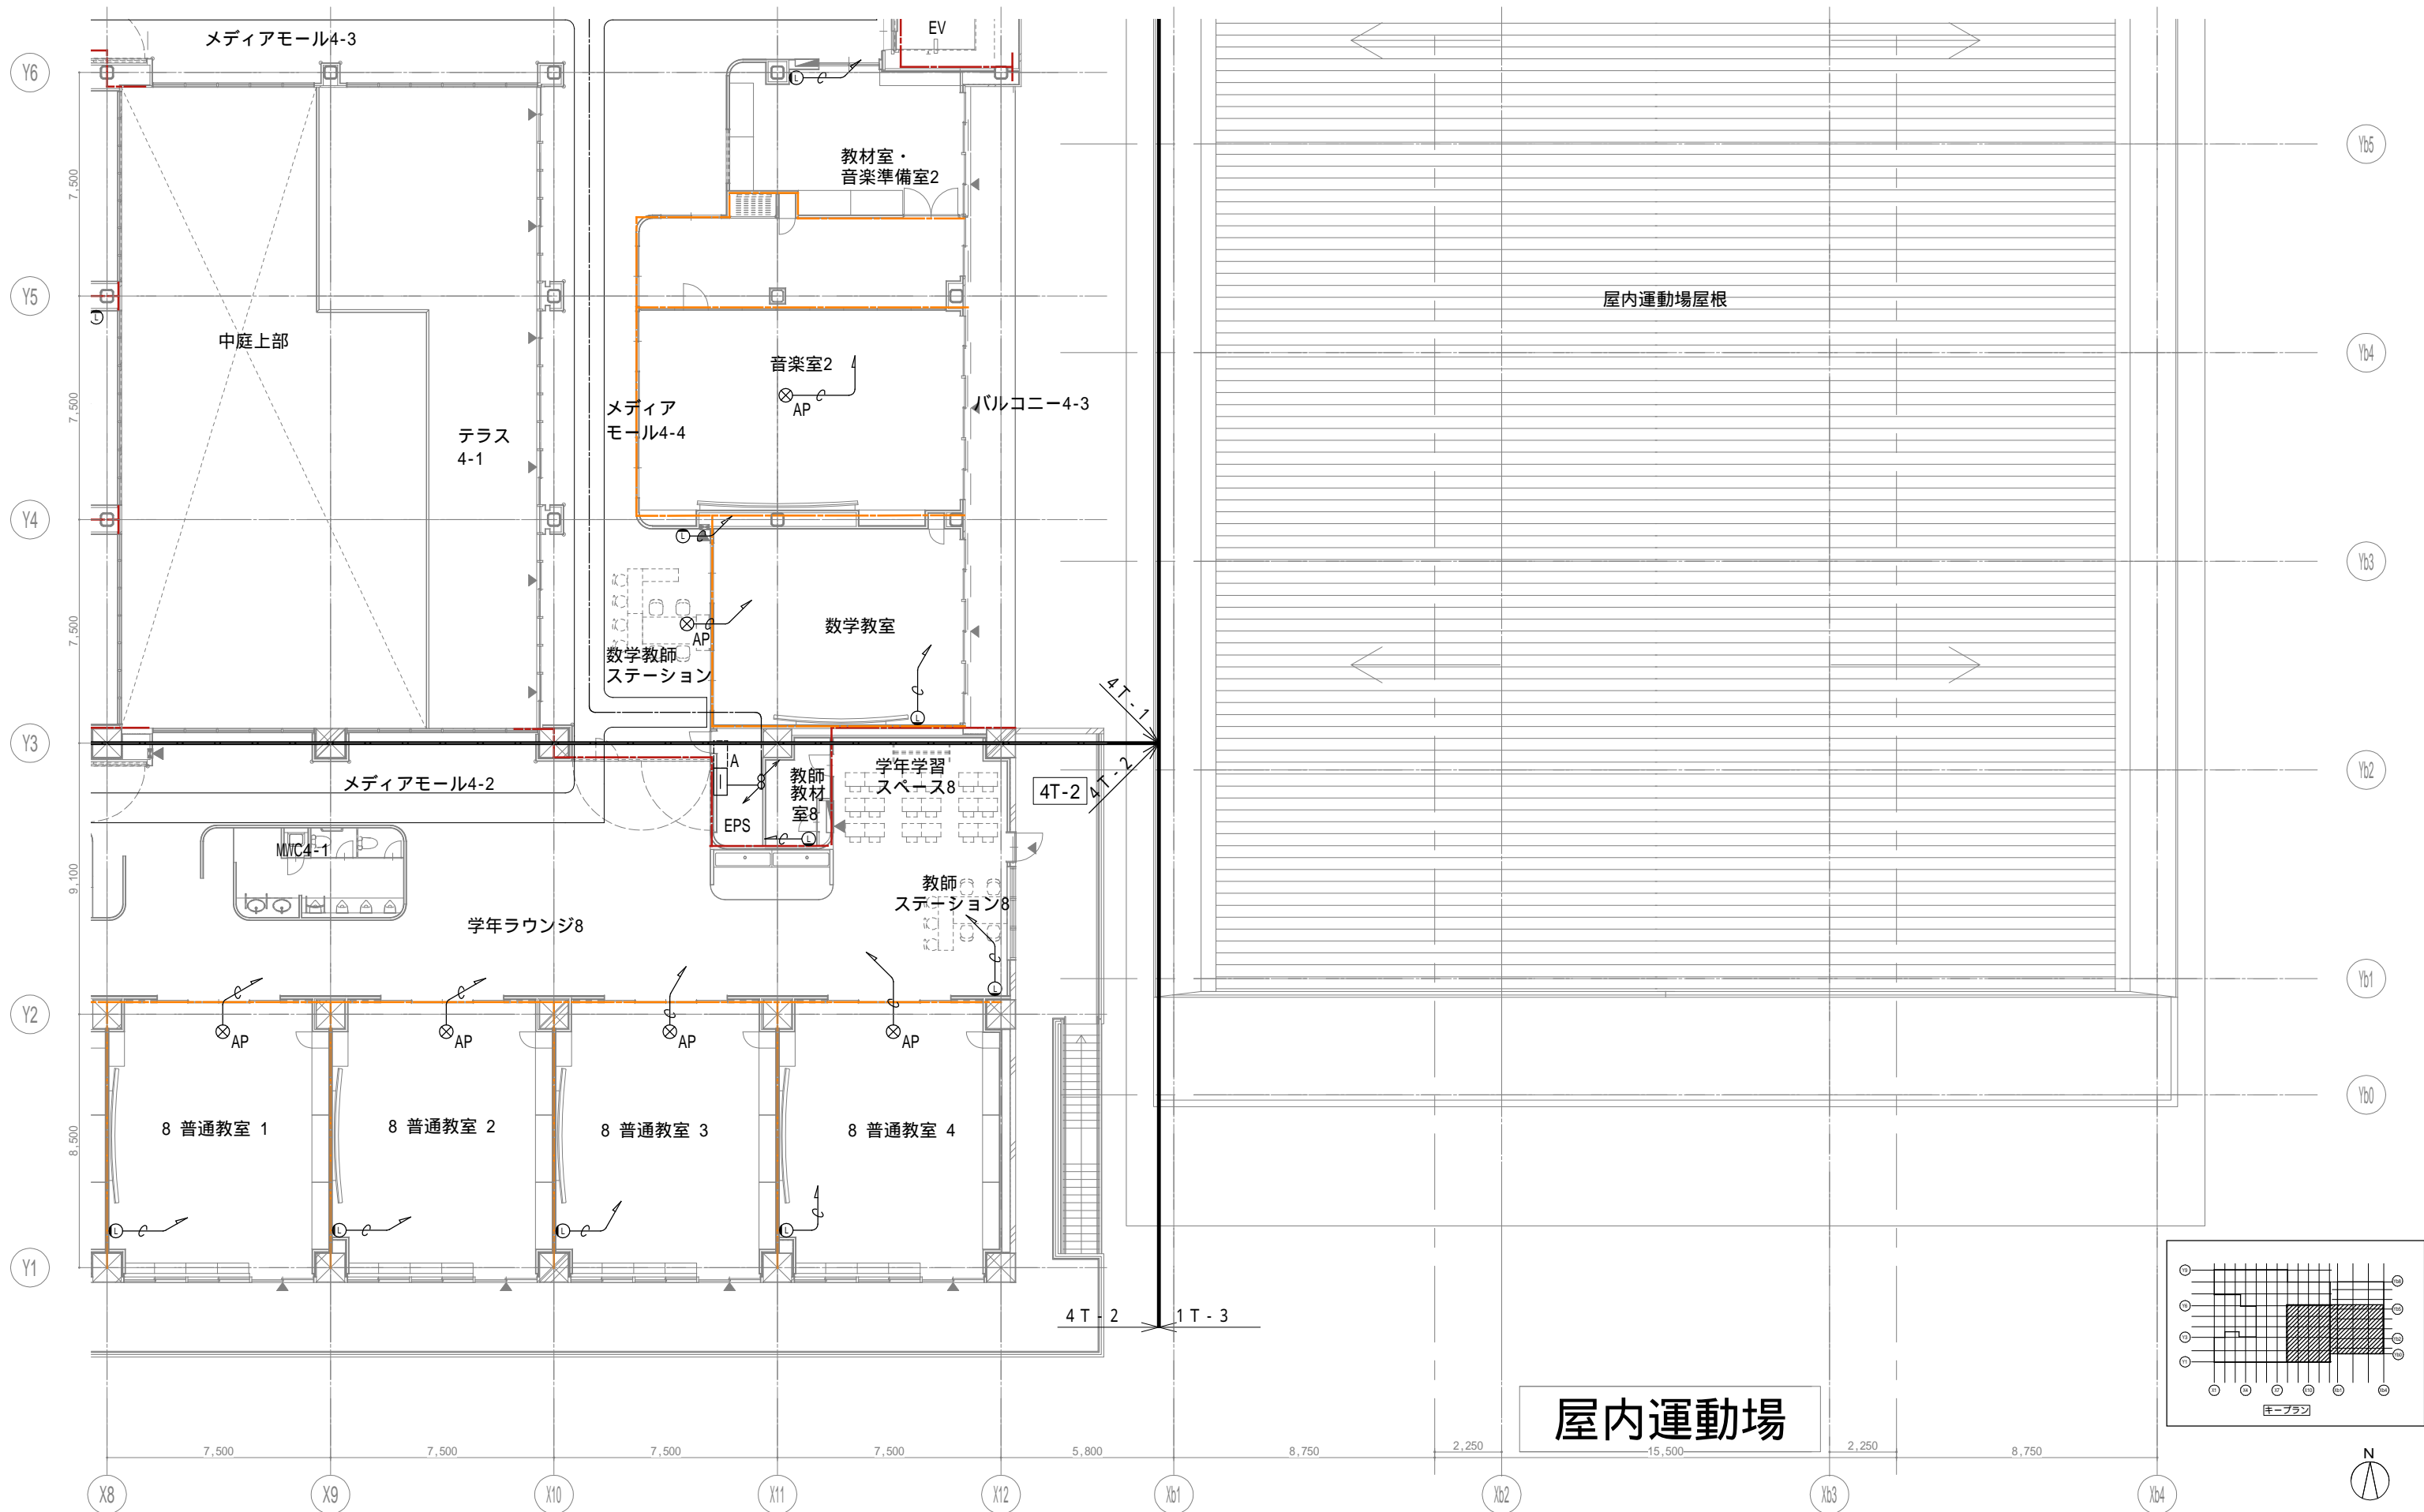 メディアモール4-3
EV
Y6
Yb5
教材室・
音楽準備室2
7,500
Y5
屋内運動場屋根
L
中庭上部
Yb4
音楽室2
AP
メディア
モール4-4
バルコニー4-3
7,500
テラス
4-1
Y4
L
Yb3
AP
数学教室
7,500
数学教師
ステーション
4T-1
L
Y3
A
学年学習
スペース8
教師
教材
室8
4T-2
4T-2
Yb2
メディアモール4-2
EPS
L
MWC4-1
9,100
教師
ステーション8
学年ラウンジ8
L
Yb1
Y2
AP
AP
AP
AP
Yb0
8 普通教室 1
8 普通教室 2
8 普通教室 3
8 普通教室 4
8,500
L
L
L
L
Y1
4T-2
1T-3
キープラン
屋内運動場
7,500
7,500
7,500
7,500
5,800
8,750
2,250
15,500
2,250
8,750
N
X8
X9
X10
X11
X12
Xb1
Xb2
Xb3
Xb4